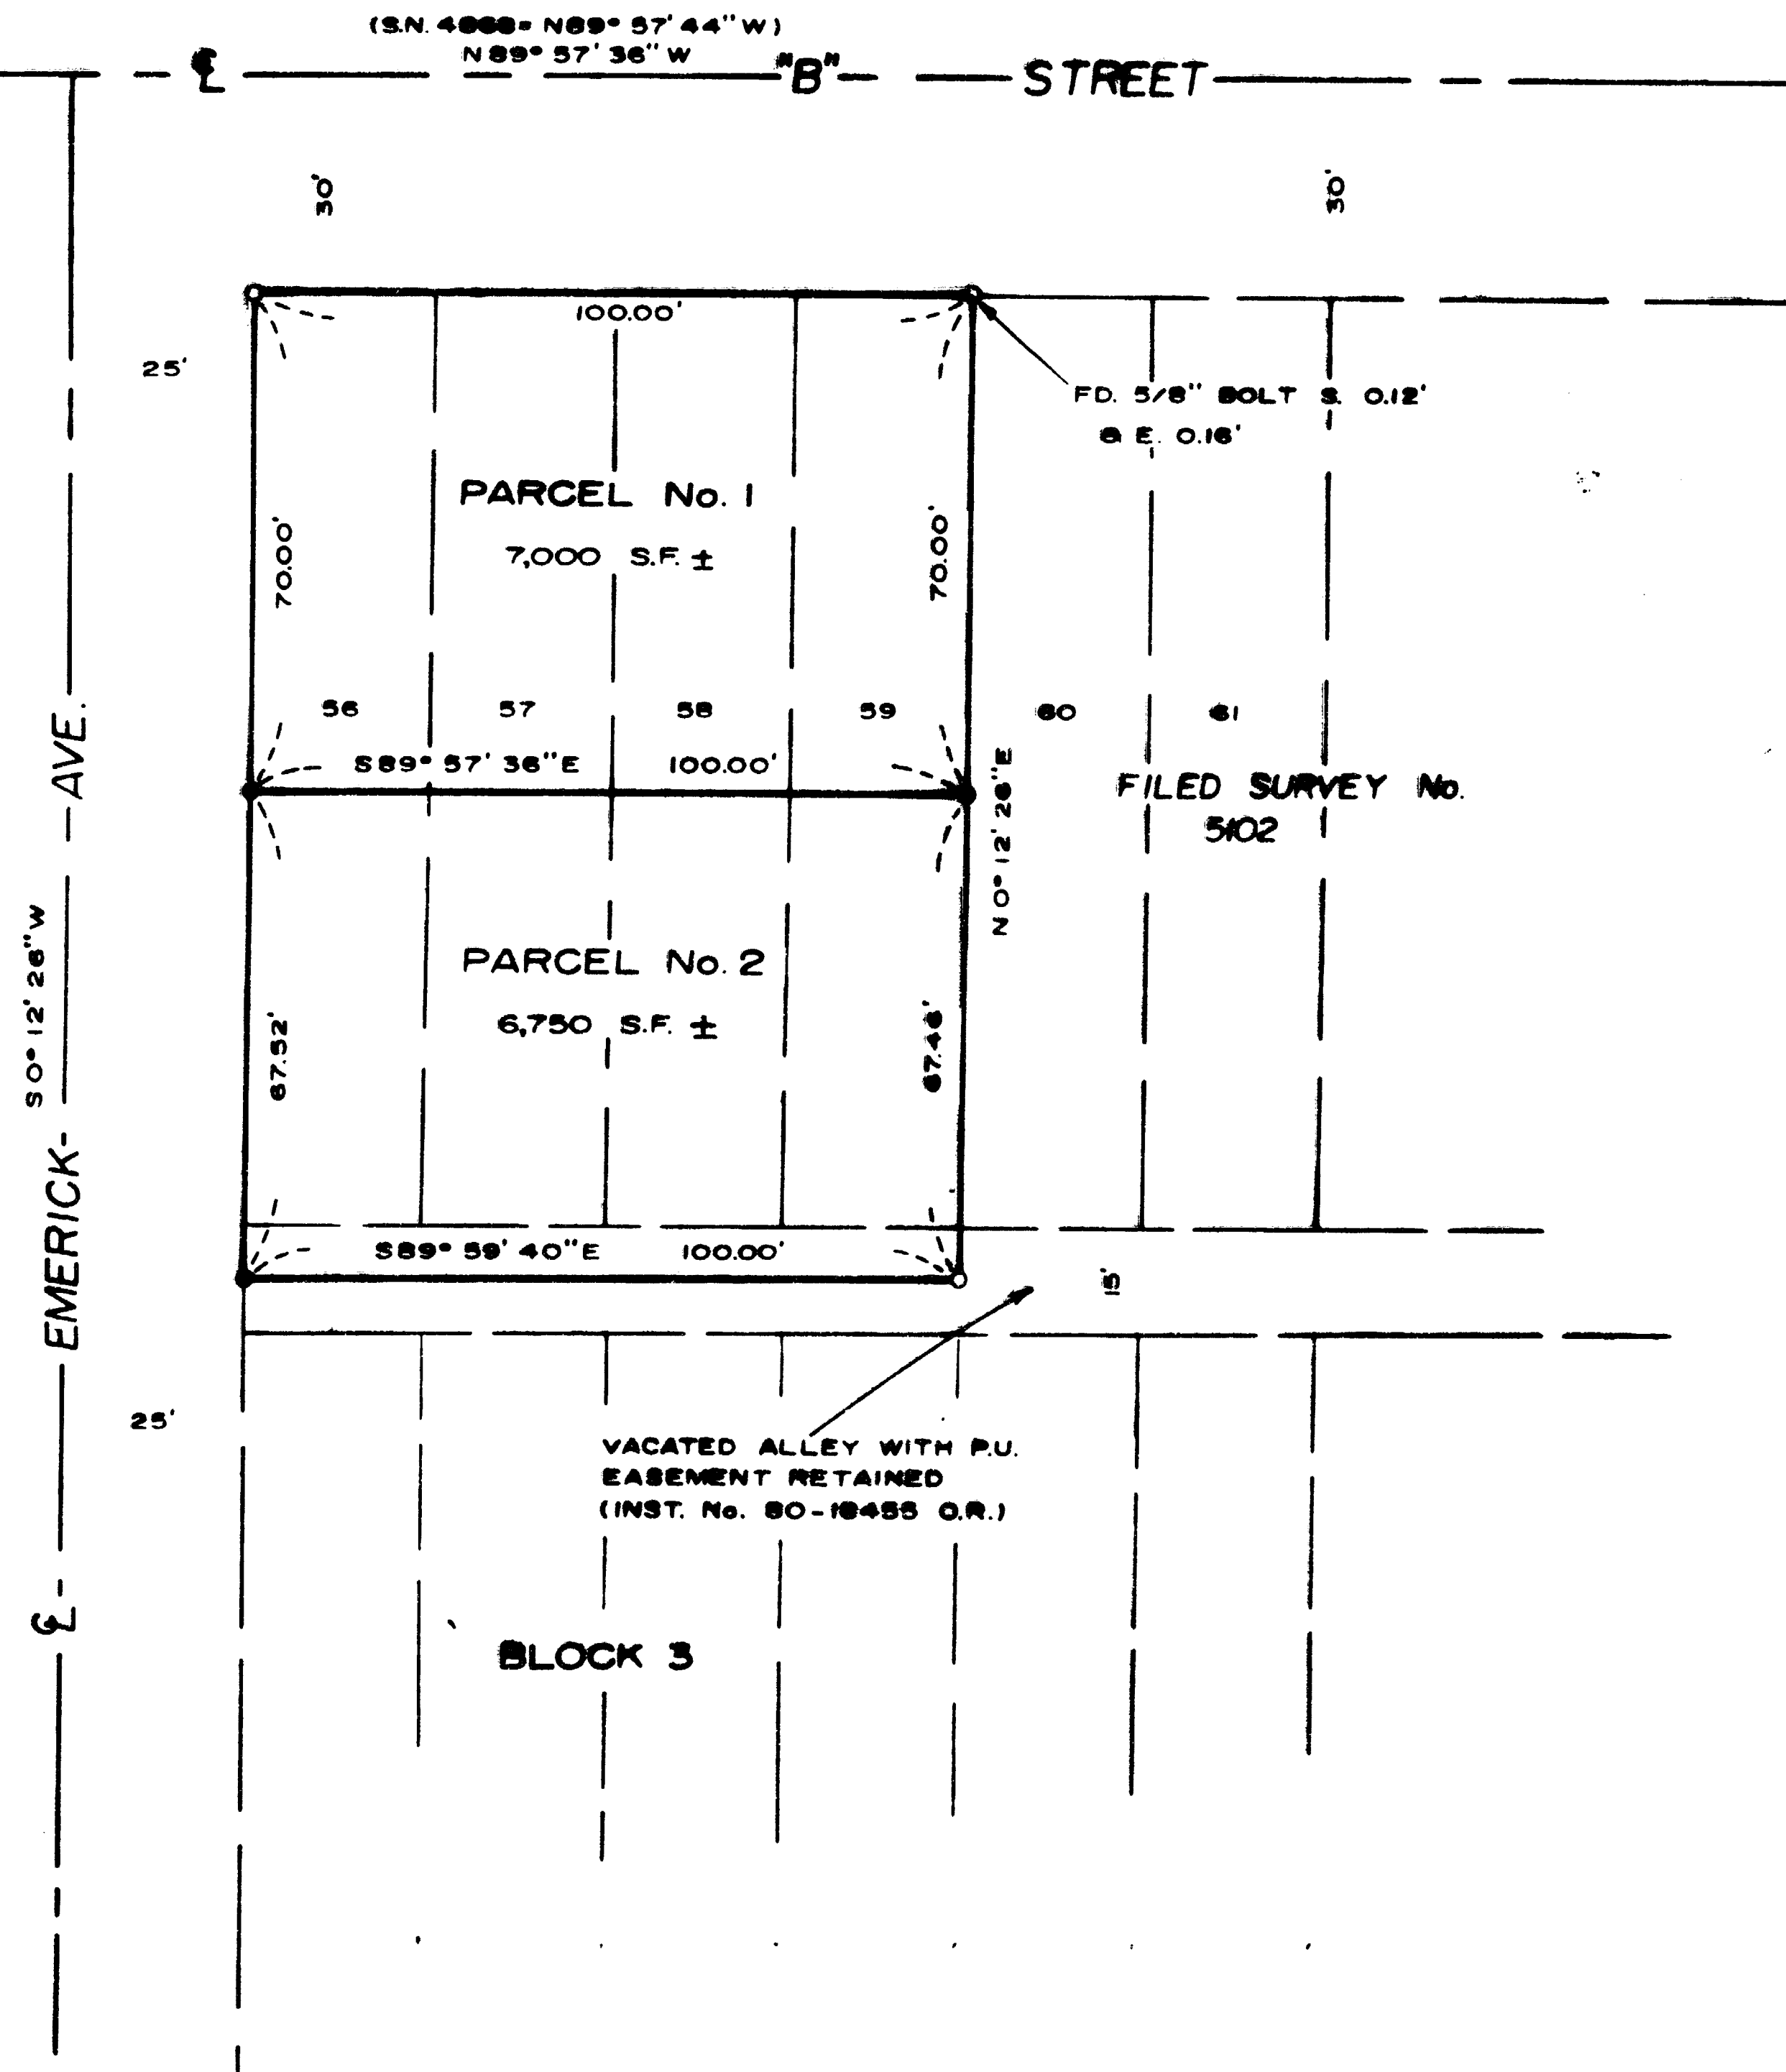 (S.N. N89° 57' 44" W)
N 89° 57' 36" W
℄ "B" STREET
30'
30'
100.00'
25'
FD. 5/8" BOLT S. 0.12'
& E. 0.16'
PARCEL No. 1
7,000 S.F. ±
70.00'
70.00'
56 57 58 59 60 61
S 89° 57' 36" E 100.00'
N 0° 12' 26" E
FILED SURVEY No.
5102
EMERICK AVE.
S 0° 12' 26" W
PARCEL No. 2
6,750 S.F. ±
67.52'
67.46'
S 89° 59' 40" E 100.00'
15'
25'
VACATED ALLEY WITH P.U.
EASEMENT RETAINED
(INST. No. O.R.)
℄
BLOCK 3